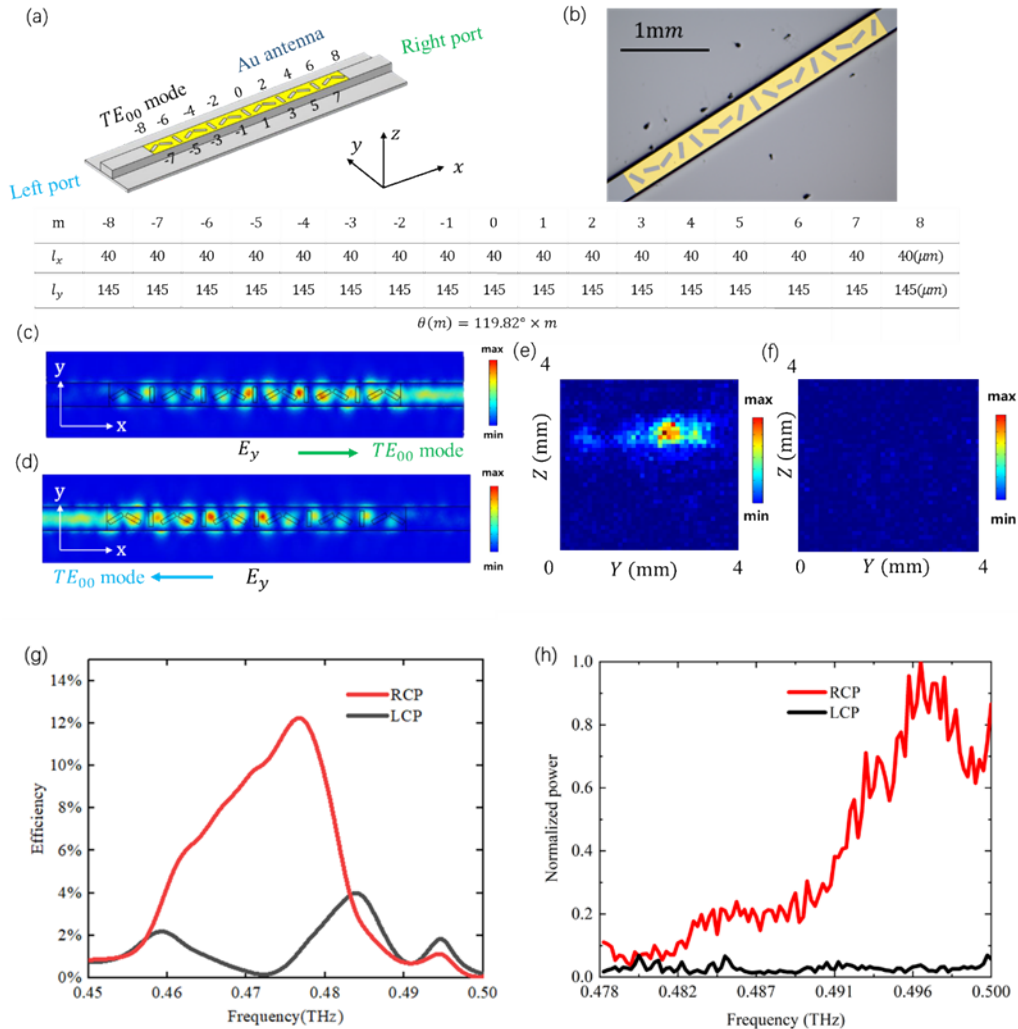 (a)
Au antenna
Right port
TE₀₀ mode
-8 -6 -4 -2 0 2 4 6 8
-7 -5 -3 -1 1 3 5 7
Left port
z
y
x
(b)
1mm
m -8 -7 -6 -5 -4 -3 -2 -1 0 1 2 3 4 5 6 7 8
lₓ 40 40 40 40 40 40 40 40 40 40 40 40 40 40 40 40 40(μm)
l_y 145 145 145 145 145 145 145 145 145 145 145 145 145 145 145 145 145(μm)
θ(m) = 119.82° × m
(c)
y
x
max
min
E_y
TE₀₀ mode
(d)
y
x
max
min
TE₀₀ mode
E_y
(e)
4
Z (mm)
0
Y (mm)
4
max
min
(f)
4
Z (mm)
0
Y (mm)
4
max
min
(g)
14%
12%
10%
8%
6%
4%
2%
0%
Efficiency
RCP
LCP
0.45 0.46 0.47 0.48 0.49 0.50
Frequency(THz)
(h)
1.0
0.8
0.6
0.4
0.2
0.0
Normalized power
RCP
LCP
0.478 0.482 0.487 0.491 0.496 0.500
Frequency (THz)